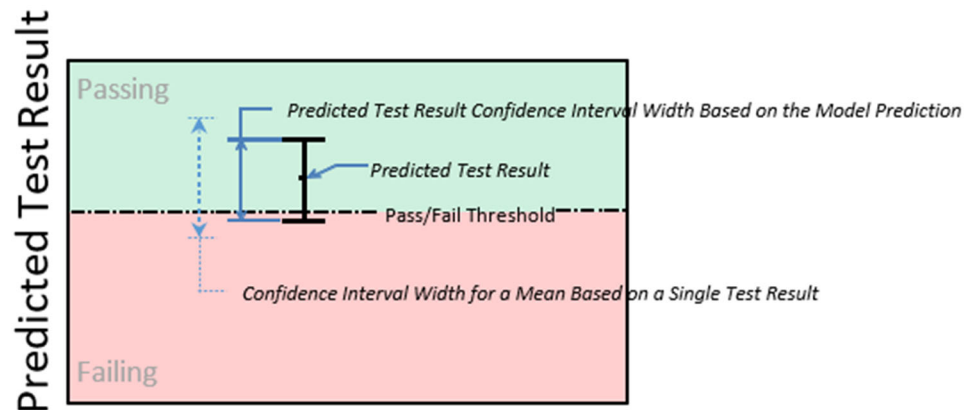 Predicted Test Result
Passing
Predicted Test Result Confidence Interval Width Based on the Model Prediction
Predicted Test Result
Pass/Fail Threshold
Confidence Interval Width for a Mean Based on a Single Test Result
Failing